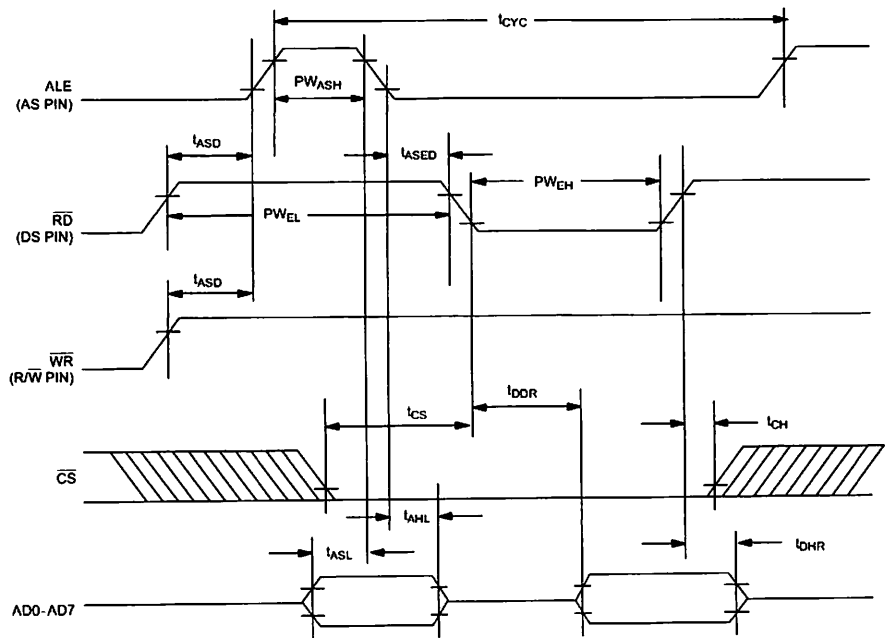 tCYC
ALE
(AS PIN)
PWASH
tASD
tASED
PWEH
RD
(DS PIN)
PWEL
tASD
WR
(R/W PIN)
tCS
tDDR
tCH
CS
tAHL
tASL
tDHR
AD0-AD7